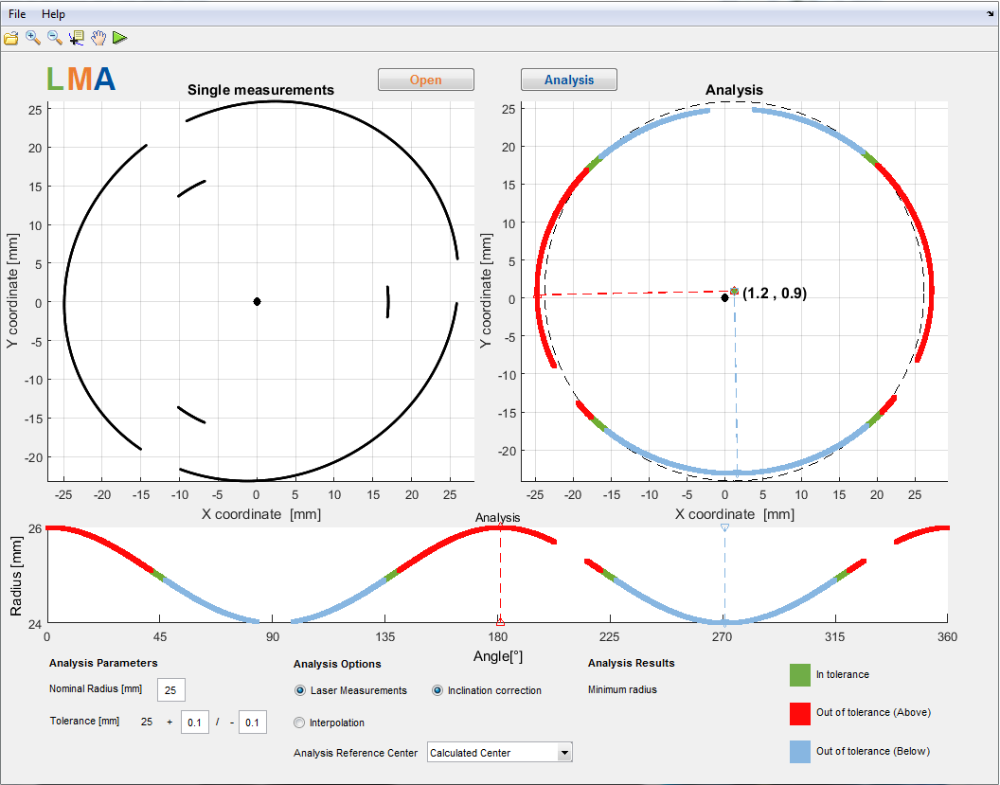 File Help
LMA
Open
Analysis
Single measurements
Analysis
25
20
15
10
5
0
-5
-10
-15
-20
Y coordinate [mm]
-25 -20 -15 -10 -5 0 5 10 15 20 25
X coordinate [mm]
25
20
15
10
5
0
-5
-10
-15
-20
Y coordinate [mm]
(1.2 , 0.9)
-25 -20 -15 -10 -5 0 5 10 15 20 25
X coordinate [mm]
Analysis
26
24
Radius [mm]
0 45 90 135 180 225 270 315 360
Angle[°]
Analysis Parameters
Nominal Radius [mm] 25
Tolerance [mm] 25 + 0.1 / - 0.1
Analysis Options
Laser Measurements Inclination correction
Interpolation
Analysis Reference Center Calculated Center
Analysis Results
Minimum radius
In tolerance
Out of tolerance (Above)
Out of tolerance (Below)